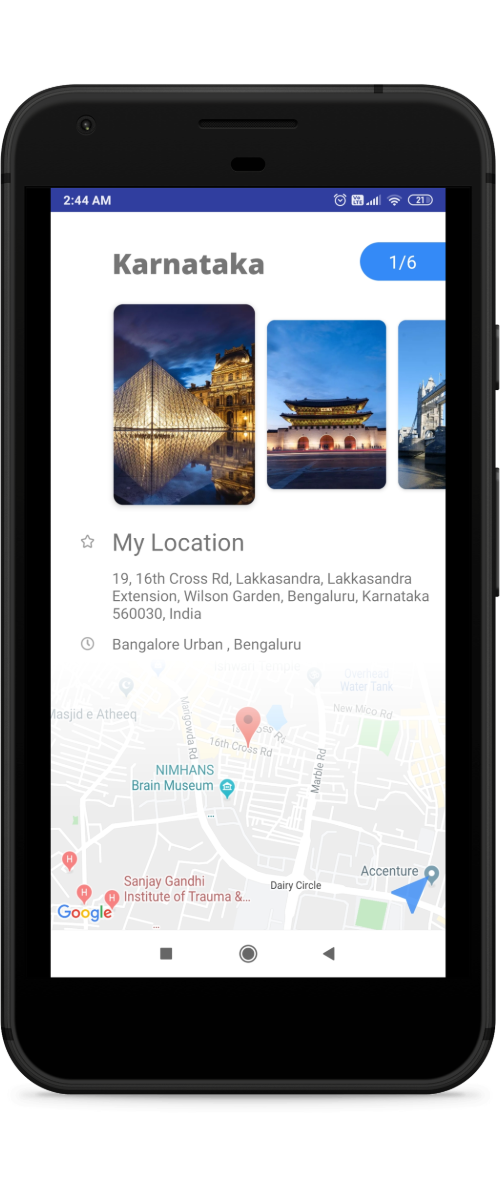 2:44 AM
21
Karnataka
1/6
My Location
19, 16th Cross Rd, Lakkasandra, Lakkasandra
Extension, Wilson Garden, Bengaluru, Karnataka
560030, India
Bangalore Urban , Bengaluru
Overhead
Water Tank
Masjid e Atheeq
New Mico Rd
Marigowda Rd
16th Cross Rd
NIMHANS
Brain Museum
...
Marble Rd
H
Sanjay Gandhi
Institute of Trauma &...
H
H
Dairy Circle
Accenture
Google
...